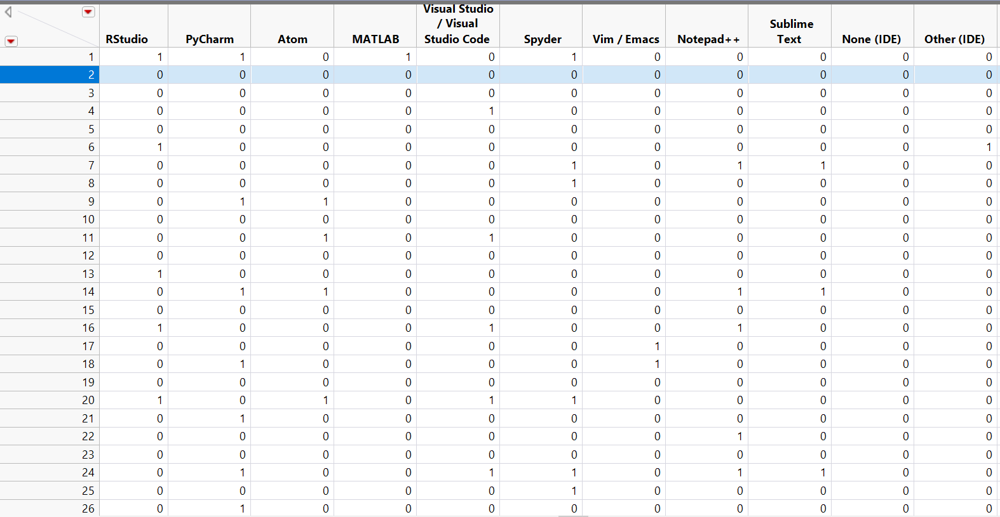 RStudio PyCharm Atom MATLAB Visual Studio / Visual Studio Code Spyder Vim / Emacs Notepad++ Sublime Text None (IDE) Other (IDE)
1 1 1 0 1 0 1 0 0 0 0 0
2 0 0 0 0 0 0 0 0 0 0 0
3 0 0 0 0 0 0 0 0 0 0 0
4 0 0 0 0 1 0 0 0 0 0 0
5 0 0 0 0 0 0 0 0 0 0 0
6 1 0 0 0 0 0 0 0 0 0 1
7 0 0 0 0 0 1 0 1 1 0 0
8 0 0 0 0 0 1 0 0 0 0 0
9 0 1 1 0 0 0 0 0 0 0 0
10 0 0 0 0 0 0 0 0 0 0 0
11 0 0 1 0 1 0 0 0 0 0 0
12 0 0 0 0 0 0 0 0 0 0 0
13 1 0 0 0 0 0 0 0 0 0 0
14 0 1 1 0 0 0 0 1 1 0 0
15 0 0 0 0 0 0 0 0 0 0 0
16 1 0 0 0 1 0 0 1 0 0 0
17 0 0 0 0 0 0 1 0 0 0 0
18 0 1 0 0 0 0 1 0 0 0 0
19 0 0 0 0 0 0 0 0 0 0 0
20 1 0 1 0 1 1 0 0 0 0 0
21 0 1 0 0 0 0 0 0 0 0 0
22 0 0 0 0 0 0 0 1 0 0 0
23 0 0 0 0 0 0 0 0 0 0 0
24 0 1 0 0 1 1 0 1 1 0 0
25 0 0 0 0 0 1 0 0 0 0 0
26 0 1 0 0 0 0 0 0 0 0 0